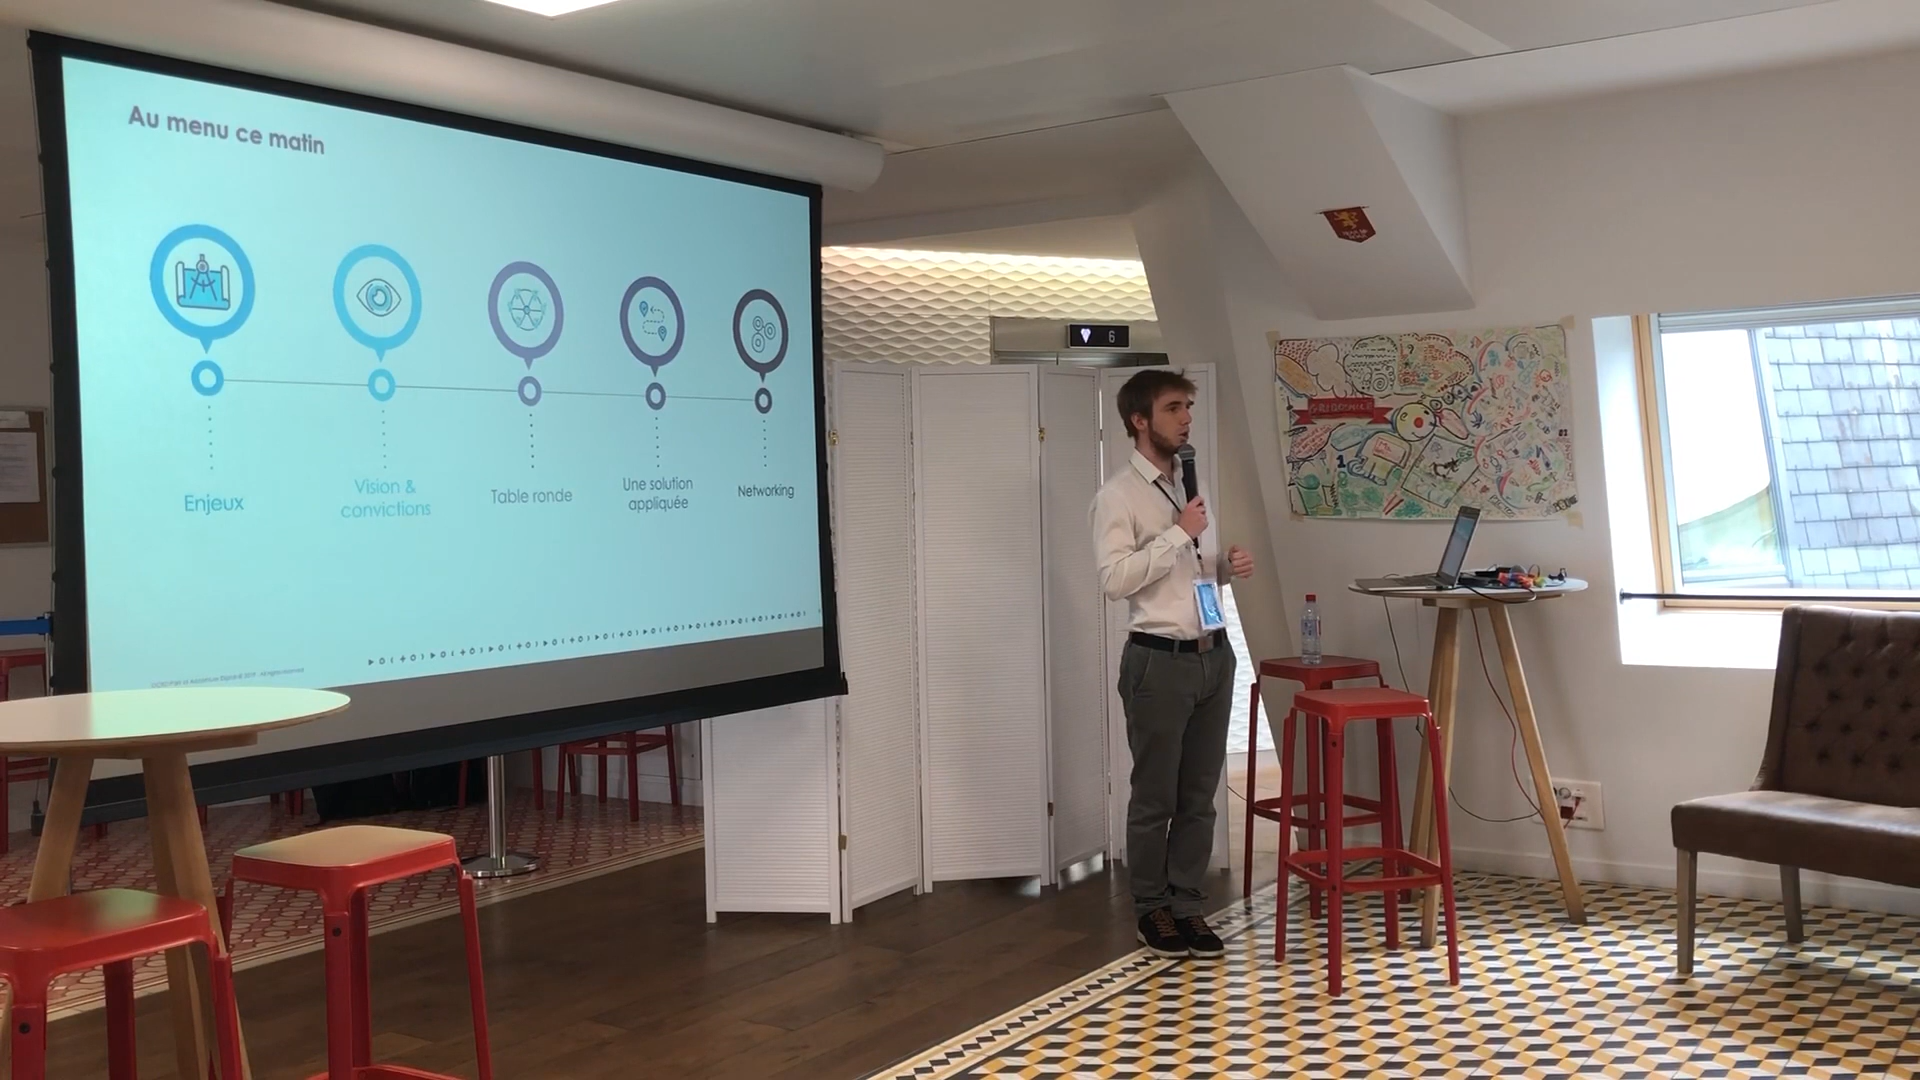 Au menu ce matin
Enjeux
Vision &
convictions
Table ronde
Une solution
appliquée
Networking
6